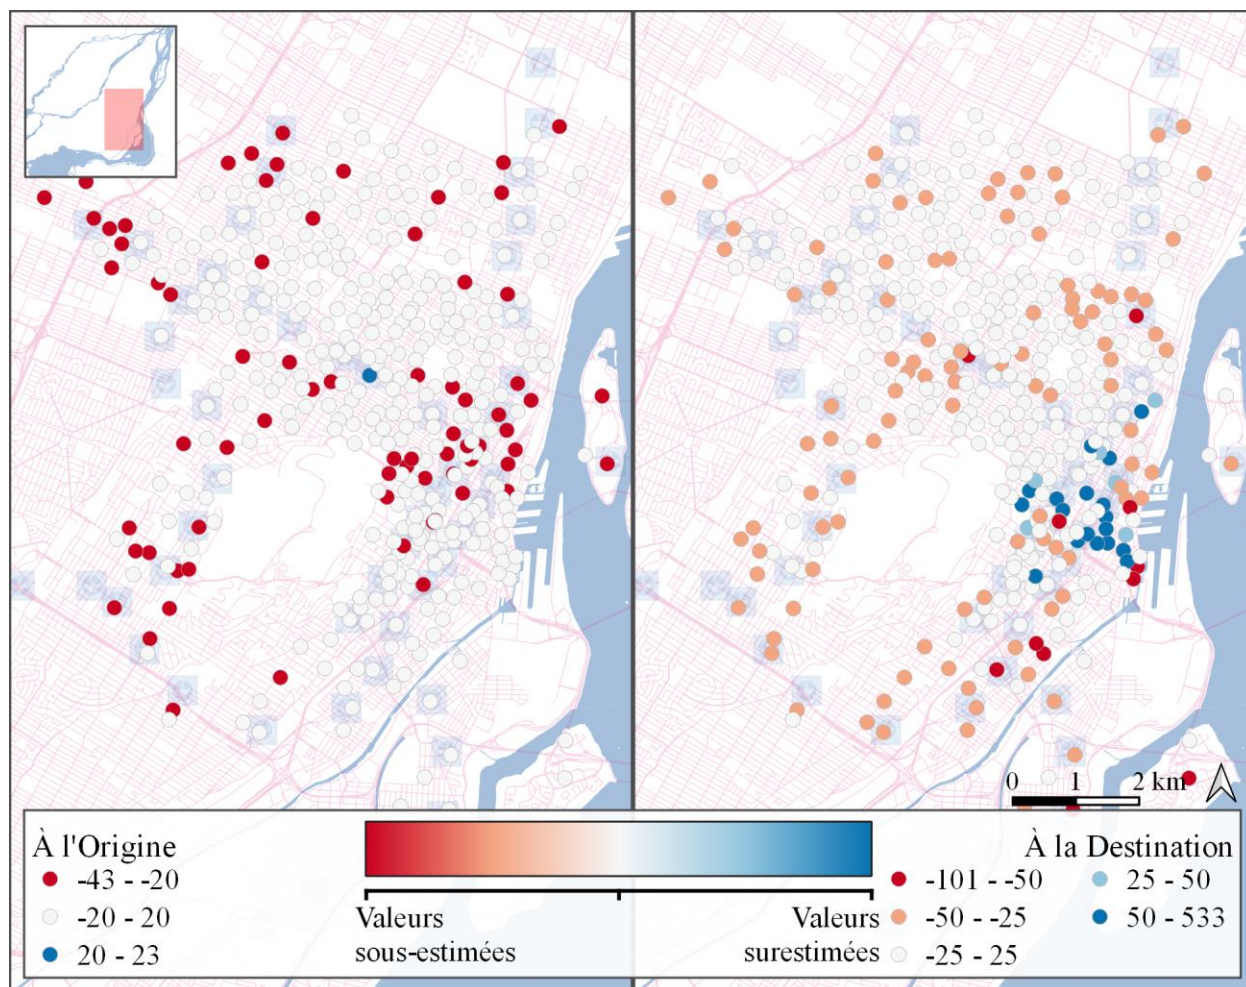 0 1 2 km
À l'Origine
-43 - -20
-20 - 20
20 - 23
Valeurs
sous-estimées
Valeurs
surestimées
À la Destination
-101 - -50
-50 - -25
-25 - 25
25 - 50
50 - 533